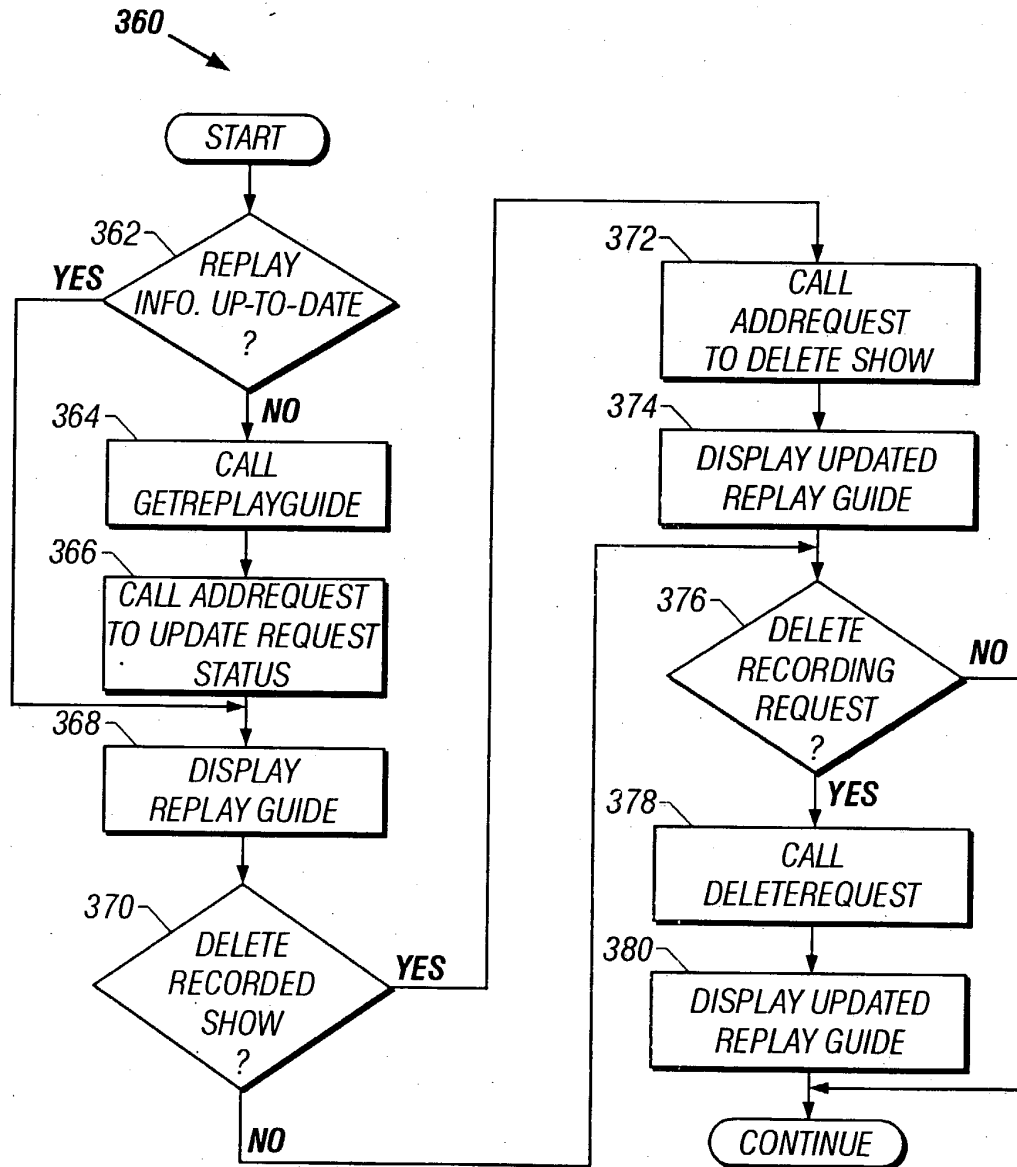 360
START
362
REPLAY
YES
INFO. UP-TO-DATE
?
NO
364
CALL
GETREPLAYGUIDE
366
CALL ADDREQUEST
TO UPDATE REQUEST
STATUS
368
DISPLAY
REPLAY GUIDE
370
DELETE
RECORDED
SHOW
?
YES
NO
372
CALL
ADDREQUEST
TO DELETE SHOW
374
DISPLAY UPDATED
REPLAY GUIDE
376
DELETE
RECORDING
REQUEST
?
NO
YES
378
CALL
DELETEREQUEST
380
DISPLAY UPDATED
REPLAY GUIDE
CONTINUE